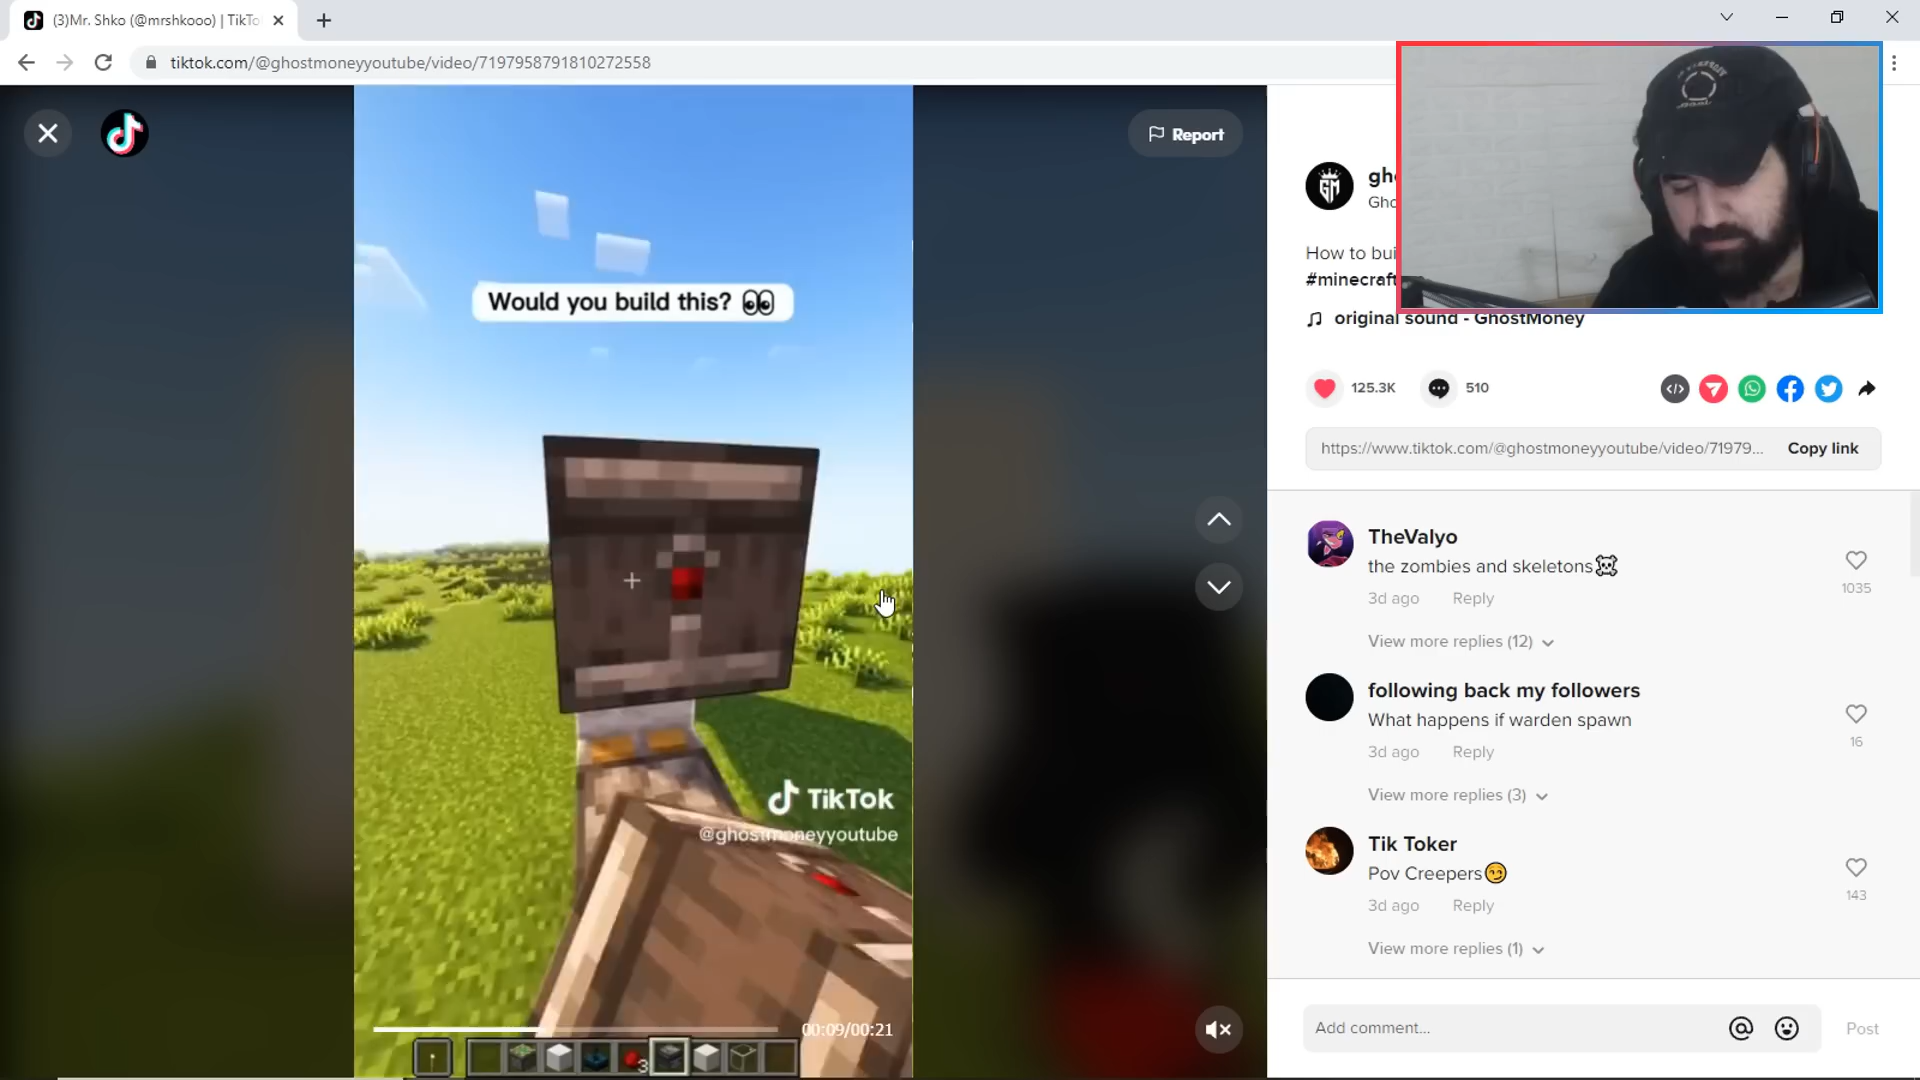 (3)Mr. Shko (@mrshkooo) | TikTo
tiktok.com/@ghostmoneyyoutube/video/7197958791810272558
Report
Would you build this? 👀
TikTok
@ghostmoneyyoutube
00:09/00:21
3
GM
gh
Gho
How to bui
#minecraft
original sound - GhostMoney
125.3K
510
https://www.tiktok.com/@ghostmoneyyoutube/video/71979...
Copy link
TheValyo
the zombies and skeletons☠
1035
3d ago Reply
View more replies (12)
following back my followers
What happens if warden spawn
16
3d ago Reply
View more replies (3)
Tik Toker
Pov Creepers😏
143
3d ago Reply
View more replies (1)
Add comment...
Post